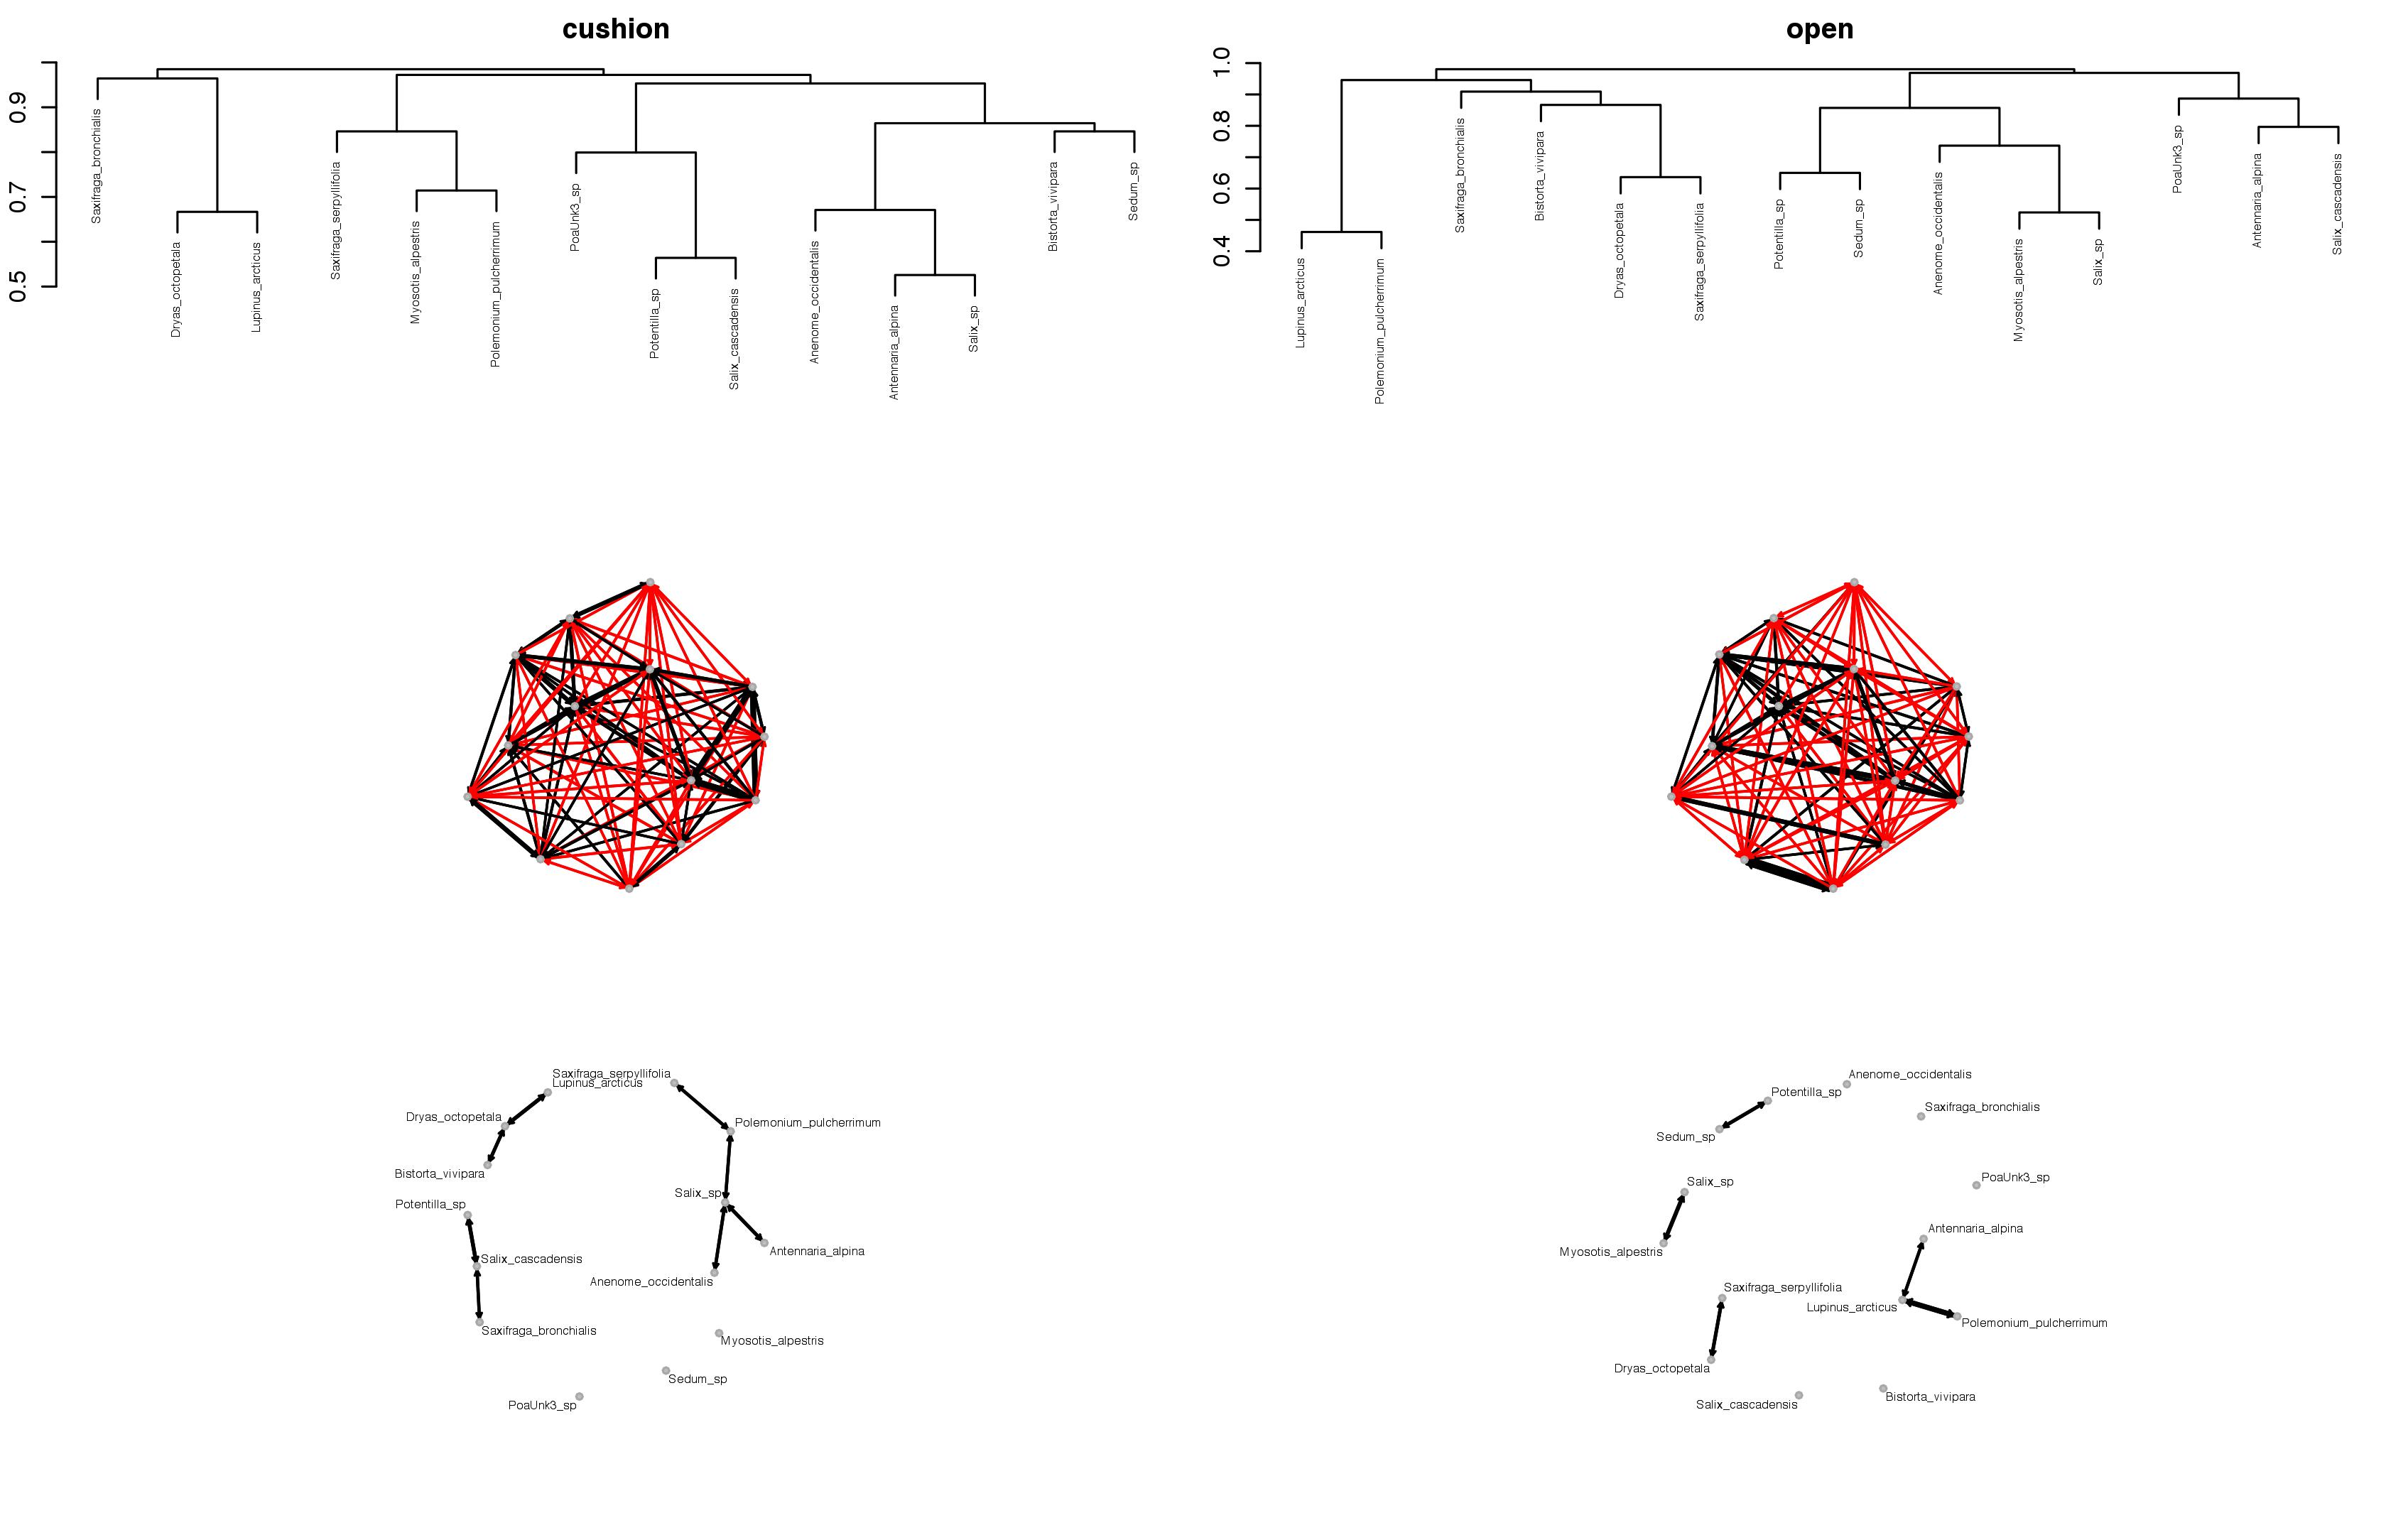 cushion
open
0.9
0.7
0.5
Saxifraga_bronchialis
Dryas_octopetala
Lupinus_arcticus
Saxifraga_serpyllifolia
Myosotis_alpestris
Polemonium_pulcherrimum
PoaUnk3_sp
Potentilla_sp
Salix_cascadensis
Anenome_occidentalis
Antennaria_alpina
Salix_sp
Bistorta_vivipara
Sedum_sp
1.0
0.8
0.6
0.4
Lupinus_arcticus
Polemonium_pulcherrimum
Saxifraga_bronchialis
Bistorta_vivipara
Dryas_octopetala
Saxifraga_serpyllifolia
Potentilla_sp
Sedum_sp
Anenome_occidentalis
Myosotis_alpestris
Salix_sp
PoaUnk3_sp
Antennaria_alpina
Salix_cascadensis
Saxifraga_serpyllifolia
Lupinus_arcticus
Dryas_octopetala
Polemonium_pulcherrimum
Bistorta_vivipara
Salix_sp
Potentilla_sp
Antennaria_alpina
Salix_cascadensis
Anenome_occidentalis
Saxifraga_bronchialis
Myosotis_alpestris
Sedum_sp
PoaUnk3_sp
Anenome_occidentalis
Potentilla_sp
Saxifraga_bronchialis
Sedum_sp
PoaUnk3_sp
Salix_sp
Antennaria_alpina
Myosotis_alpestris
Saxifraga_serpyllifolia
Lupinus_arcticus
Polemonium_pulcherrimum
Dryas_octopetala
Bistorta_vivipara
Salix_cascadensis